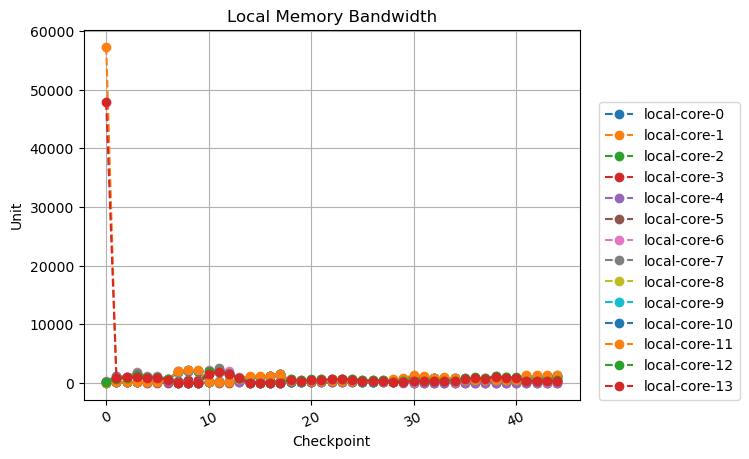 Local Memory Bandwidth
60000
50000
40000
30000
20000
10000
0
Unit
0
10
20
30
40
Checkpoint
local-core-0
local-core-1
local-core-2
local-core-3
local-core-4
local-core-5
local-core-6
local-core-7
local-core-8
local-core-9
local-core-10
local-core-11
local-core-12
local-core-13